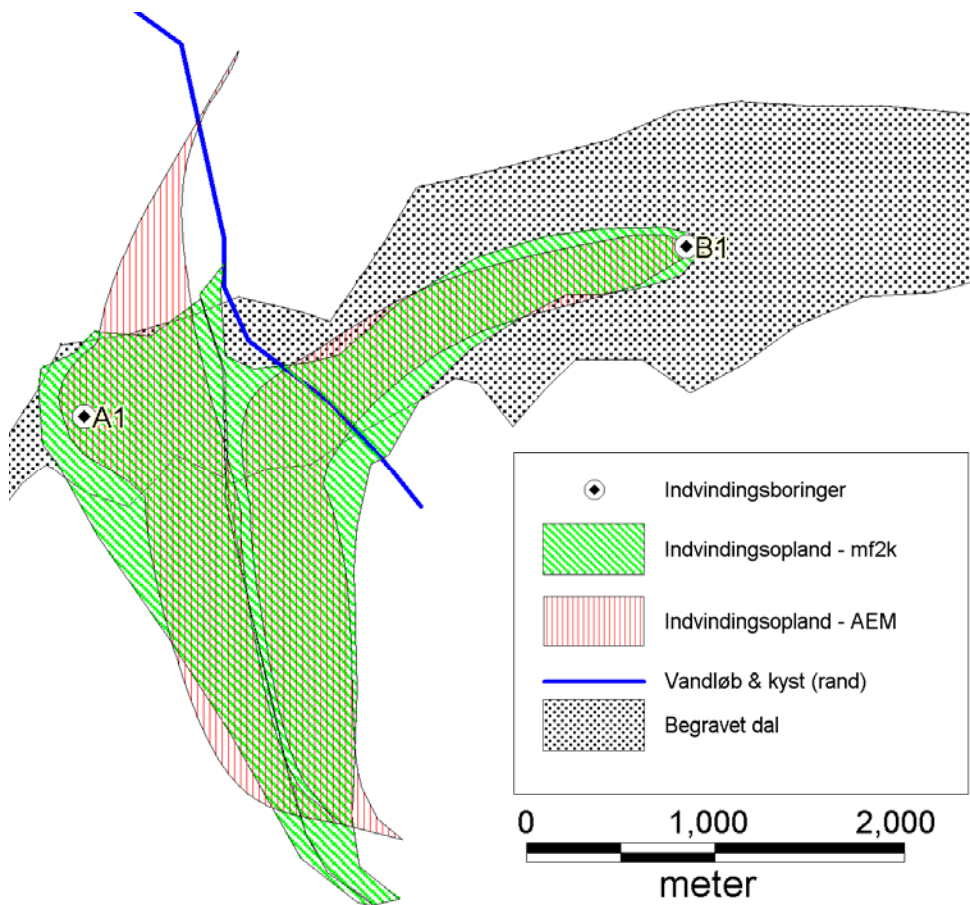 B1
A1
Indvindingsboringer
Indvindingsopland - mf2k
Indvindingsopland - AEM
Vandløb & kyst (rand)
Begravet dal
0 1,000 2,000
meter